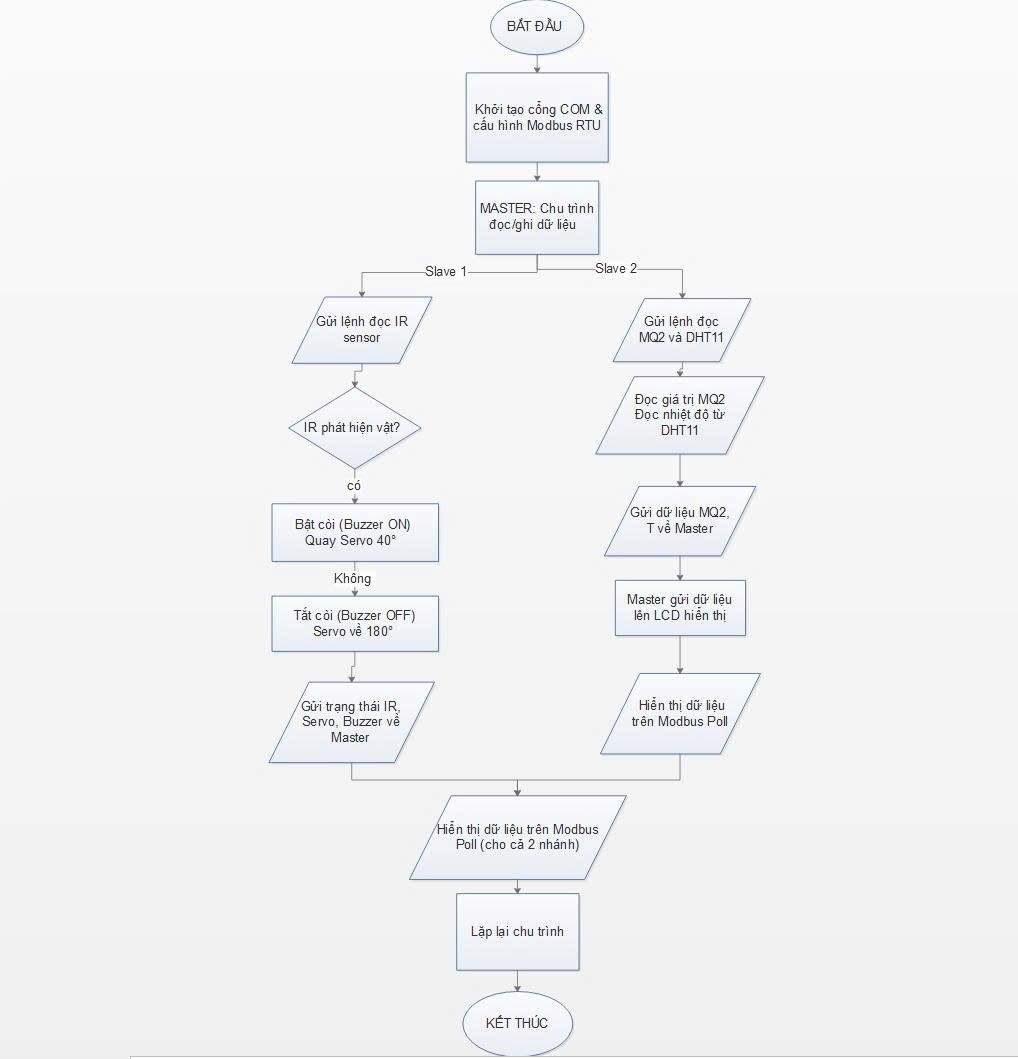 BẮT ĐẦU
Khởi tạo cổng COM &
cấu hình Modbus RTU
MASTER: Chu trình
đọc/ghi dữ liệu
Slave 1
Slave 2
Gửi lệnh đọc IR
sensor
Gửi lệnh đọc
MQ2 và DHT11
IR phát hiện vật?
Đọc giá trị MQ2
Đọc nhiệt độ từ
DHT11
có
Bật còi (Buzzer ON)
Quay Servo 40°
Gửi dữ liệu MQ2,
T về Master
Không
Tắt còi (Buzzer OFF)
Servo về 180°
Master gửi dữ liệu
lên LCD hiển thị
Gửi trạng thái IR,
Servo, Buzzer về
Master
Hiển thị dữ liệu
trên Modbus Poll
Hiển thị dữ liệu trên Modbus
Poll (cho cả 2 nhánh)
Lặp lại chu trình
KẾT THÚC